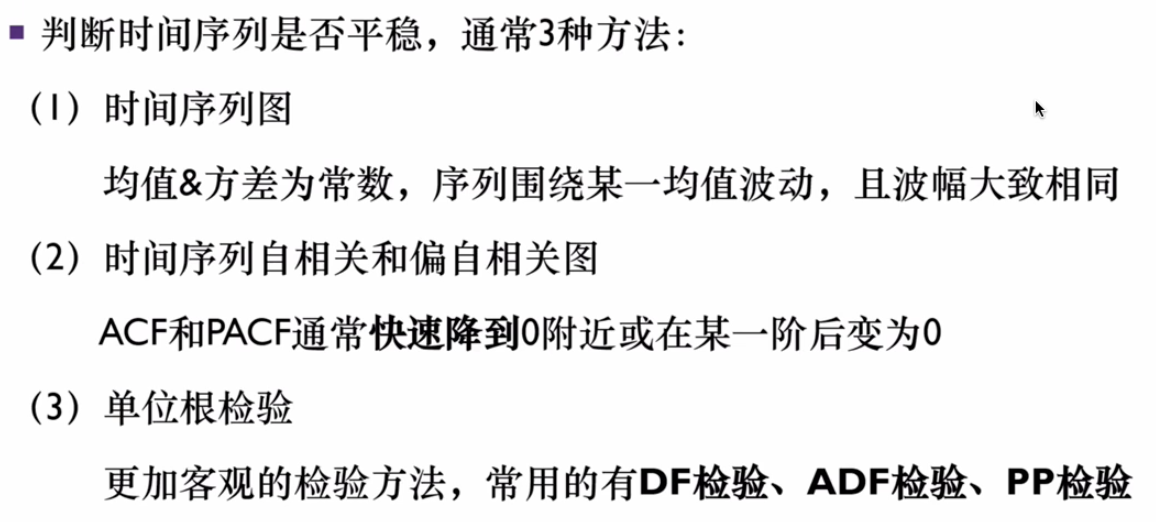 ■ 判断时间序列是否平稳，通常3种方法：
（1）时间序列图
均值&方差为常数，序列围绕某一均值波动，且波幅大致相同
（2）时间序列自相关和偏自相关图
ACF和PACF通常快速降到0附近或在某一阶后变为0
（3）单位根检验
更加客观的检验方法，常用的有DF检验、ADF检验、PP检验